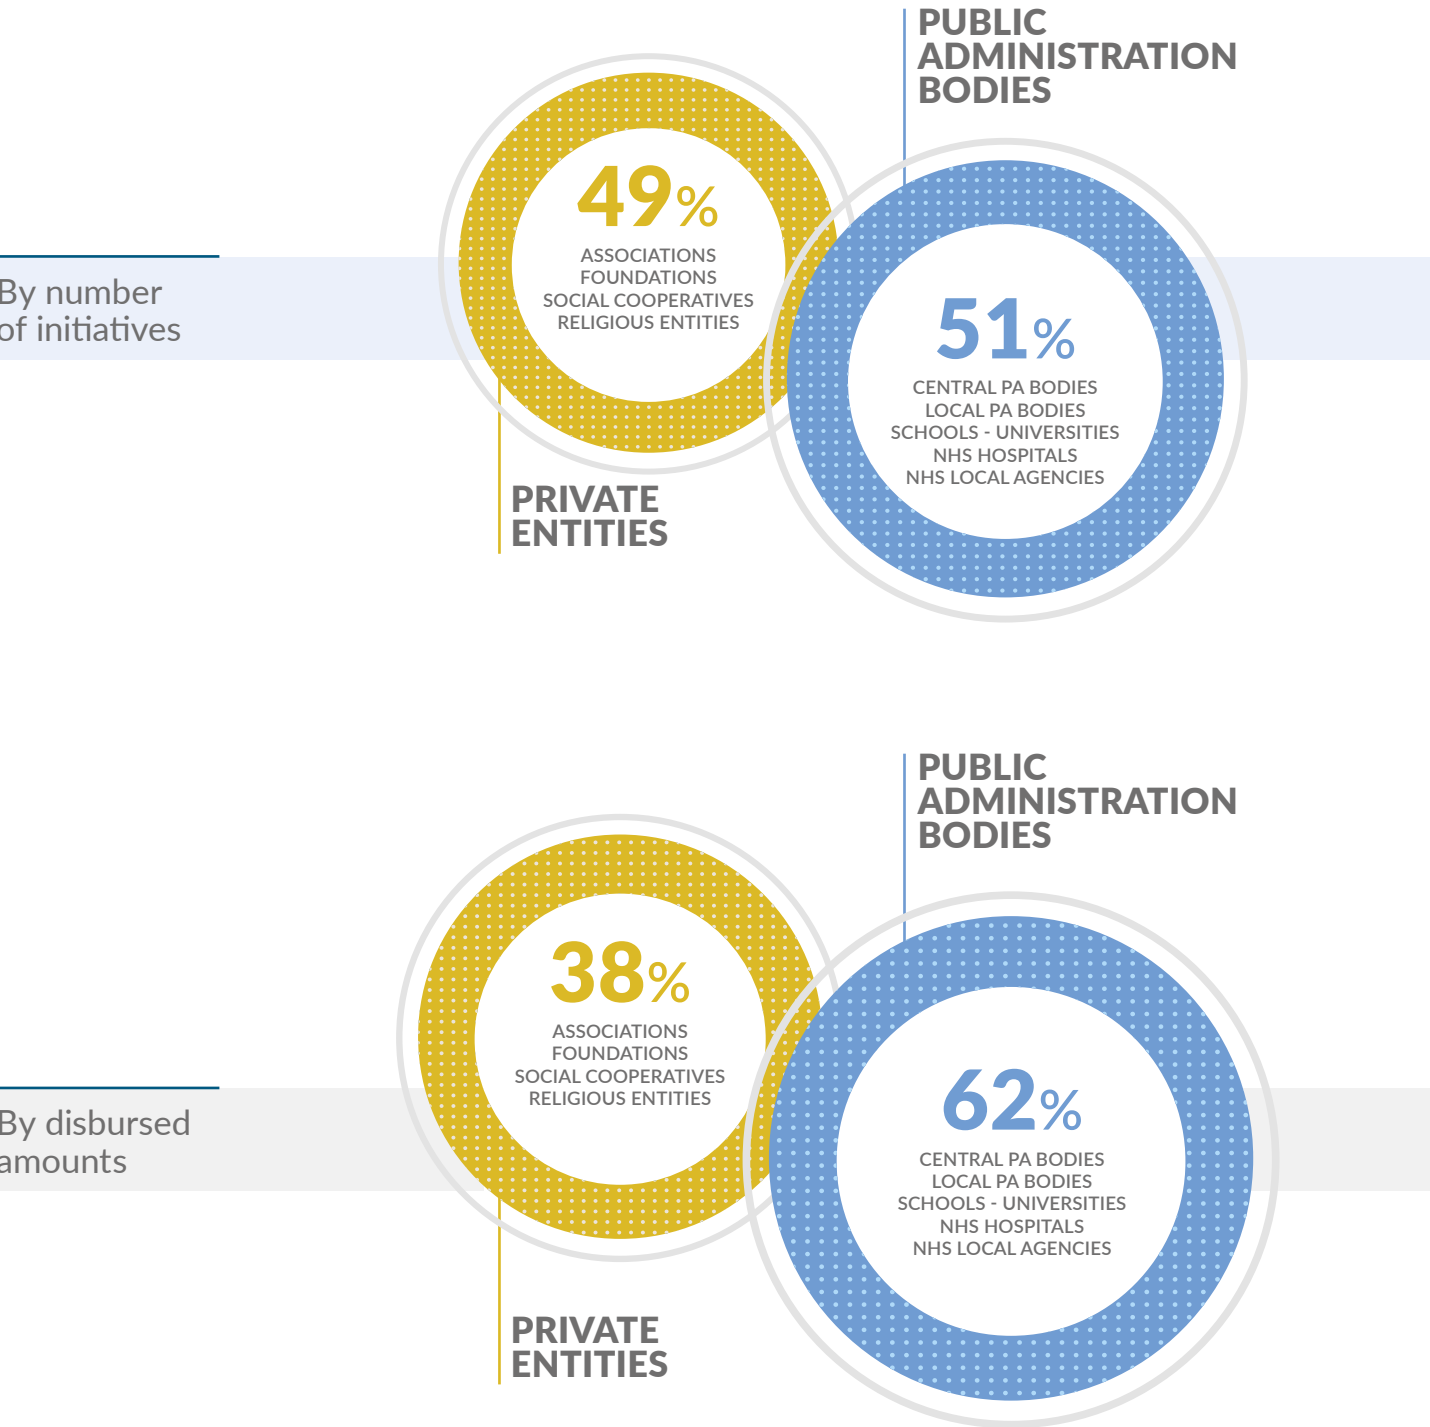 PUBLIC
ADMINISTRATION
BODIES
49%
ASSOCIATIONS
FOUNDATIONS
SOCIAL COOPERATIVES
RELIGIOUS ENTITIES
By number
of initiatives
51%
CENTRAL PA BODIES
LOCAL PA BODIES
SCHOOLS - UNIVERSITIES
NHS HOSPITALS
NHS LOCAL AGENCIES
PRIVATE
ENTITIES
PUBLIC
ADMINISTRATION
BODIES
38%
ASSOCIATIONS
FOUNDATIONS
SOCIAL COOPERATIVES
RELIGIOUS ENTITIES
By disbursed
amounts
62%
CENTRAL PA BODIES
LOCAL PA BODIES
SCHOOLS - UNIVERSITIES
NHS HOSPITALS
NHS LOCAL AGENCIES
PRIVATE
ENTITIES